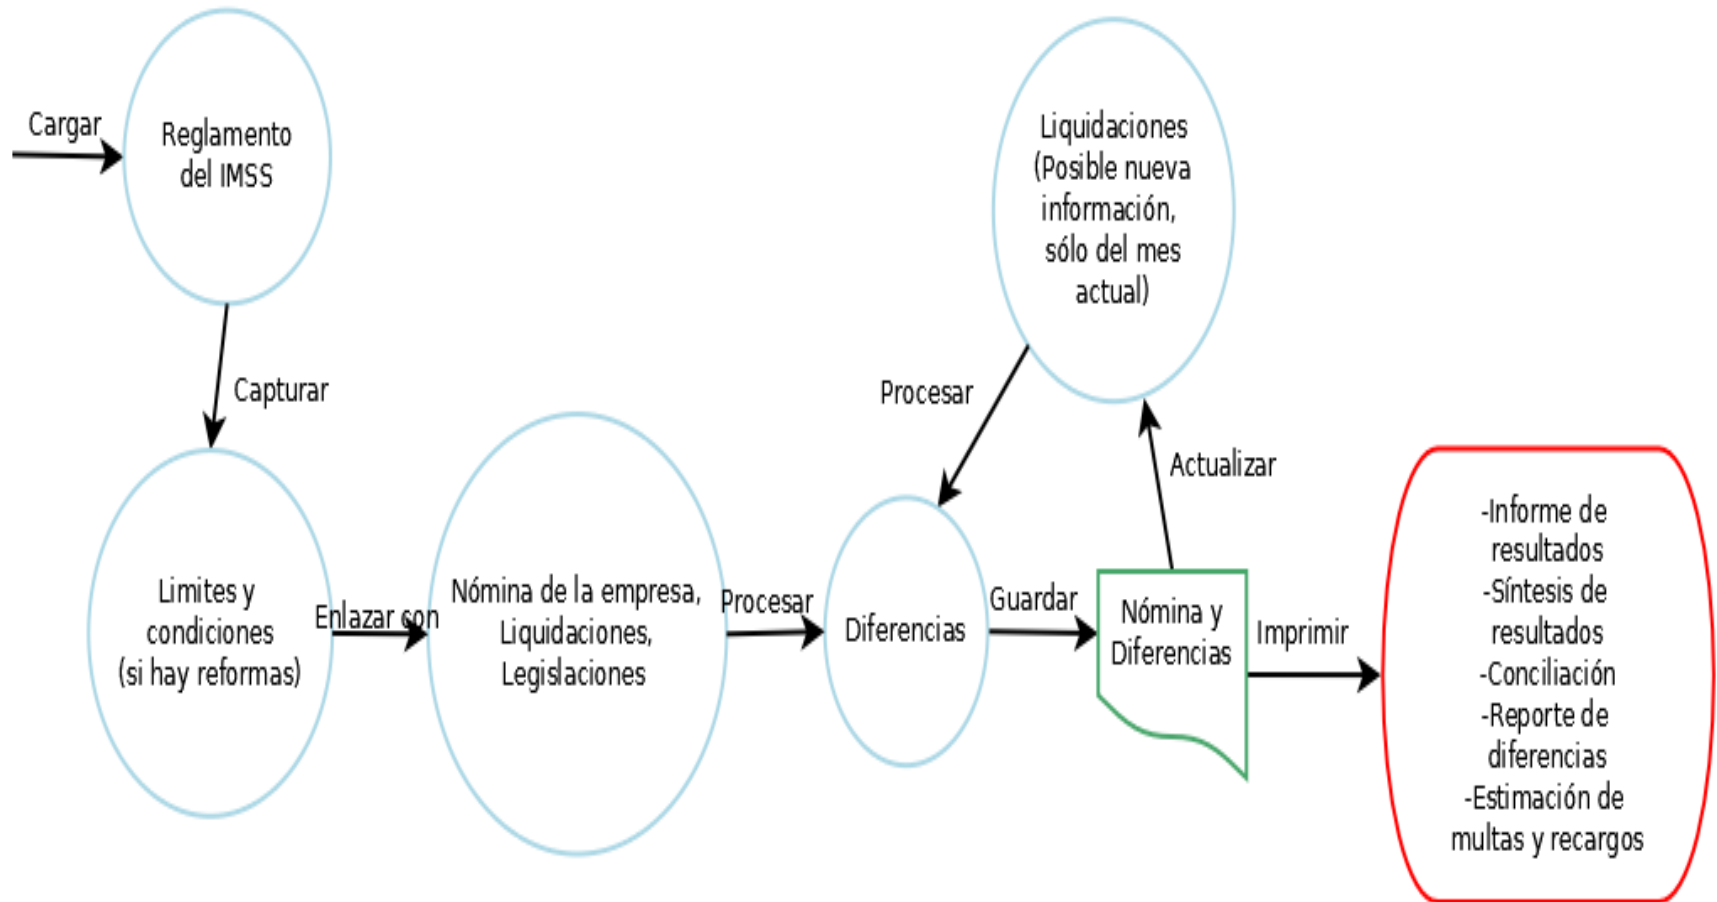 Cargar
Reglamento
del IMSS
Capturar
Limites y
condiciones
(si hay reformas)
Enlazar con
Nómina de la empresa,
Liquidaciones,
Legislaciones
Procesar
Diferencias
Guardar
Nómina y
Diferencias
Actualizar
Liquidaciones
(Posible nueva
información,
sólo del mes
actual)
Procesar
Imprimir
-Informe de
resultados
-Síntesis de
resultados
-Conciliación
-Reporte de
diferencias
-Estimación de
multas y recargos